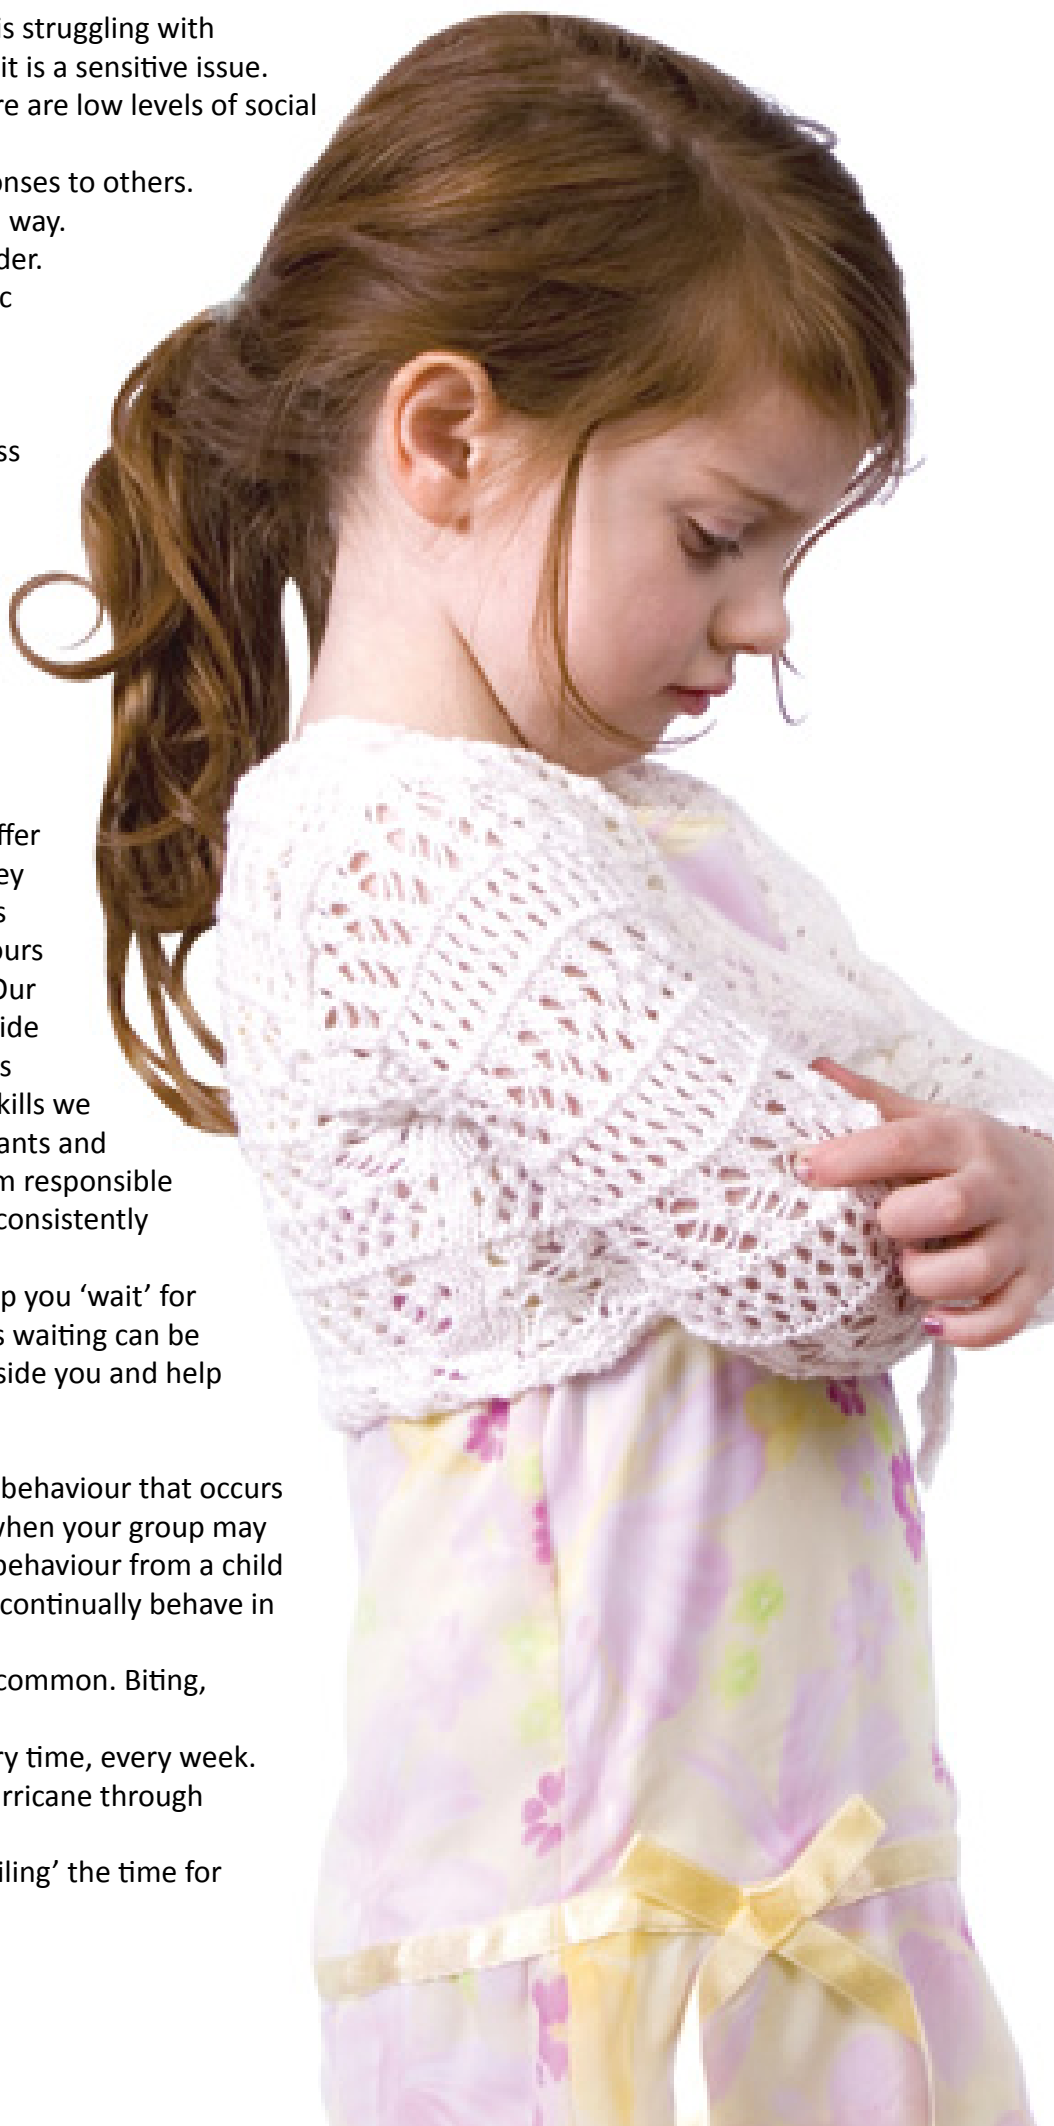 is struggling with
it is a sensitive issue.
re are low levels of social
onses to others.
way.
der.
c
ss
ffer
ey
s
ours
Our
ide
s
kills we
ants and
m responsible
consistently
p you ‘wait’ for
s waiting can be
side you and help
behaviour that occurs
when your group may
behaviour from a child
continually behave in
common. Biting,
ry time, every week.
rricane through
iling’ the time for